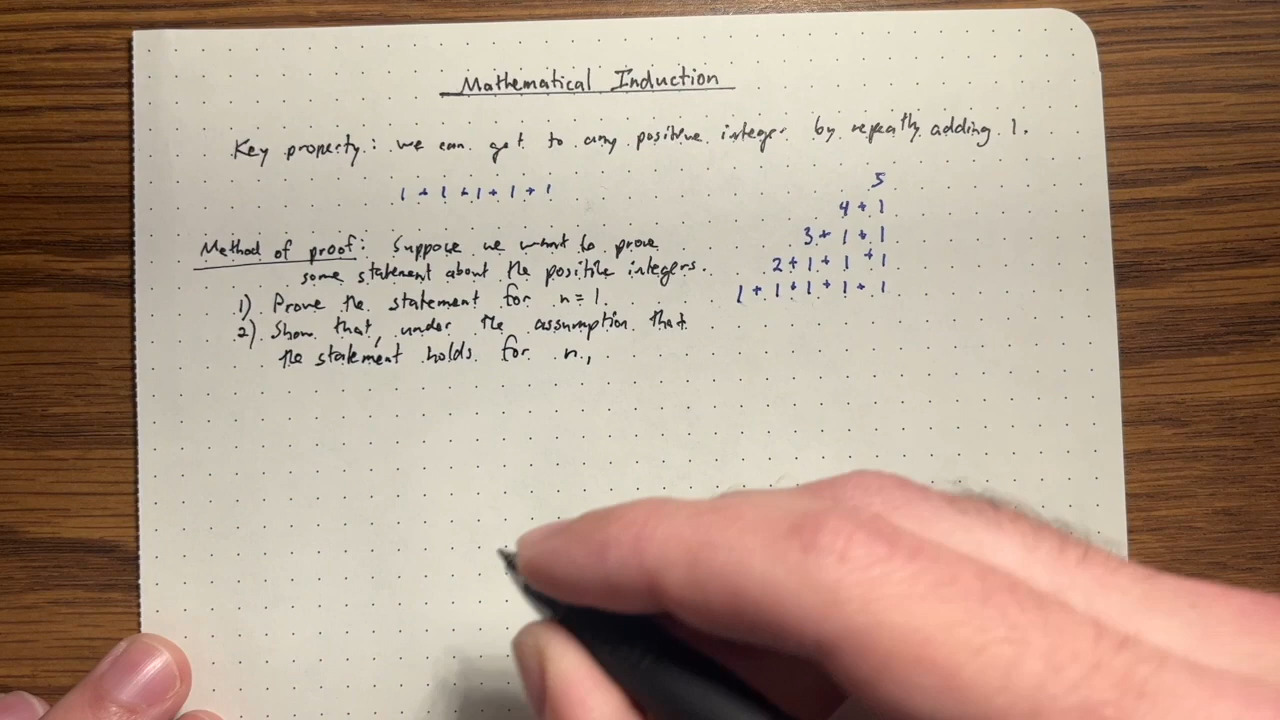 Mathematical Induction
Key property: we can get to any positive integer by repeatly adding 1.
1 + 1 + 1 + 1 + 1
5
4 + 1
3 + 1 + 1
2 + 1 + 1 + 1
1 + 1 + 1 + 1 + 1
Method of proof: Suppose we want to prove
some statement about the positive integers.
1) Prove the statement for n=1.
2) Show that, under the assumption that
the statement holds for n,